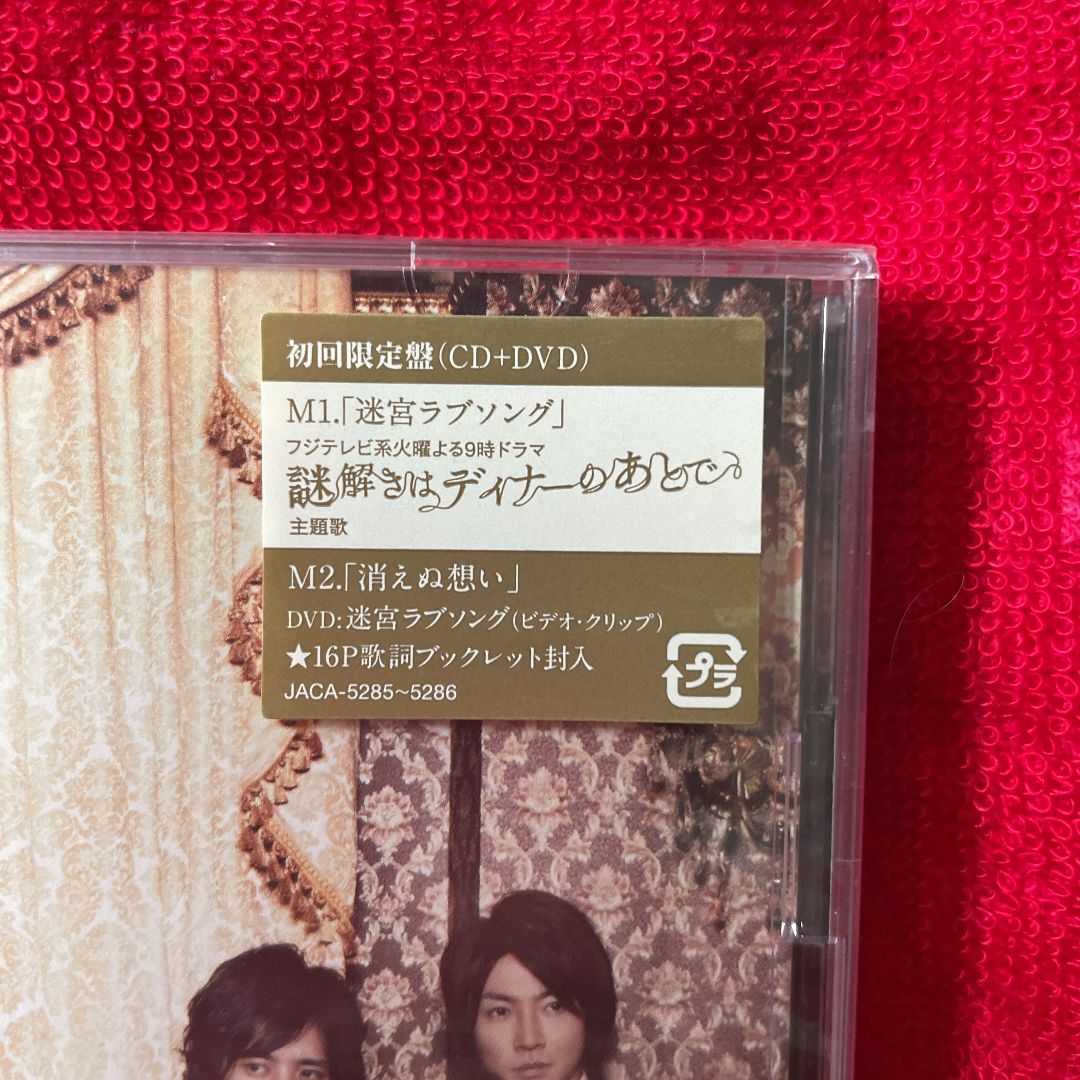 初回限定盤(CD+DVD)
M1.「迷宮ラブソング」
フジテレビ系火曜よる9時ドラマ
謎解きはディナーのあとで
主題歌
M2.「消えぬ想い」
DVD:迷宮ラブソング(ビデオ・クリップ)
★16P歌詞ブックレット封入
プラ
JACA-5285~5286